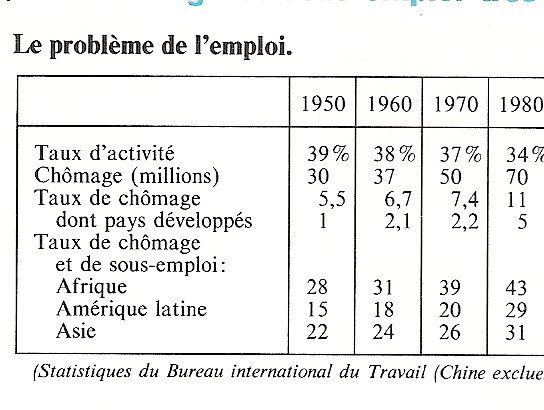 Le problème de l'emploi.
1950 1960 1970 1980
Taux d'activité 39% 38% 37% 34%
Chômage (millions) 30 37 50 70
Taux de chômage 5,5 6,7 7,4 11
dont pays développés 1 2,1 2,2 5
Taux de chômage
et de sous-emploi:
Afrique 28 31 39 43
Amérique latine 15 18 20 29
Asie 22 24 26 31
(Statistiques du Bureau international du Travail (Chine exclue